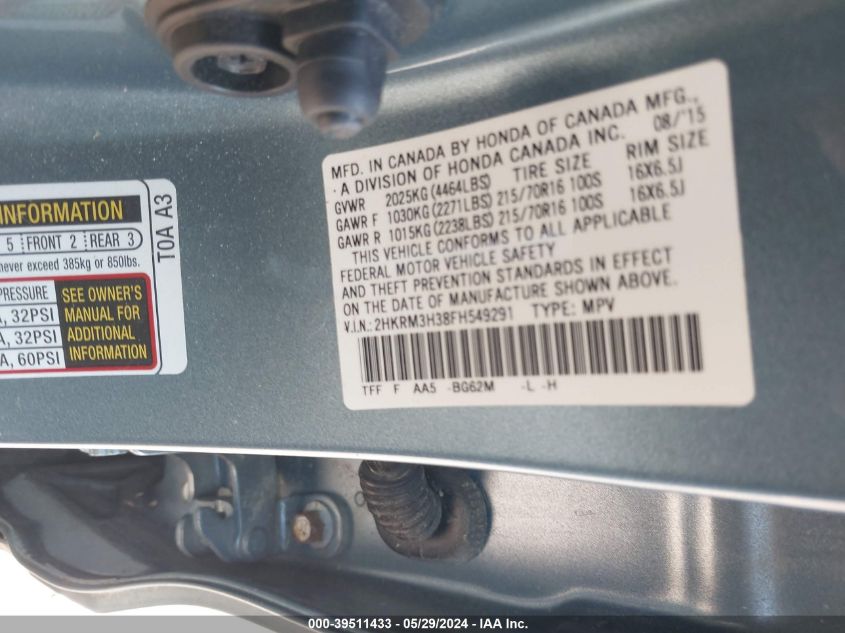 INFORMATION
5 FRONT 2 REAR 3
never exceed 385kg or 850lbs.
PRESSURE
A, 32PSI
A, 32PSI
A, 60PSI
SEE OWNER'S
MANUAL FOR
ADDITIONAL
INFORMATION
T0A A3
MFD. IN CANADA BY HONDA OF CANADA MFG.,
A DIVISION OF HONDA CANADA INC. 08/'15
GVWR 2025KG (4464LBS) TIRE SIZE RIM SIZE
GAWR F 1030KG (2271LBS) 215/70R16 100S 16X6.5J
GAWR R 1015KG (2238LBS) 215/70R16 100S 16X6.5J
THIS VEHICLE CONFORMS TO ALL APPLICABLE
FEDERAL MOTOR VEHICLE SAFETY
AND THEFT PREVENTION STANDARDS IN EFFECT
ON THE DATE OF MANUFACTURE SHOWN ABOVE.
V.I.N.: 2HKRM3H38FH549291 TYPE: MPV
TFF F AA5 -BG62M -L -H
000-39511433 - 05/29/2024 - IAA Inc.